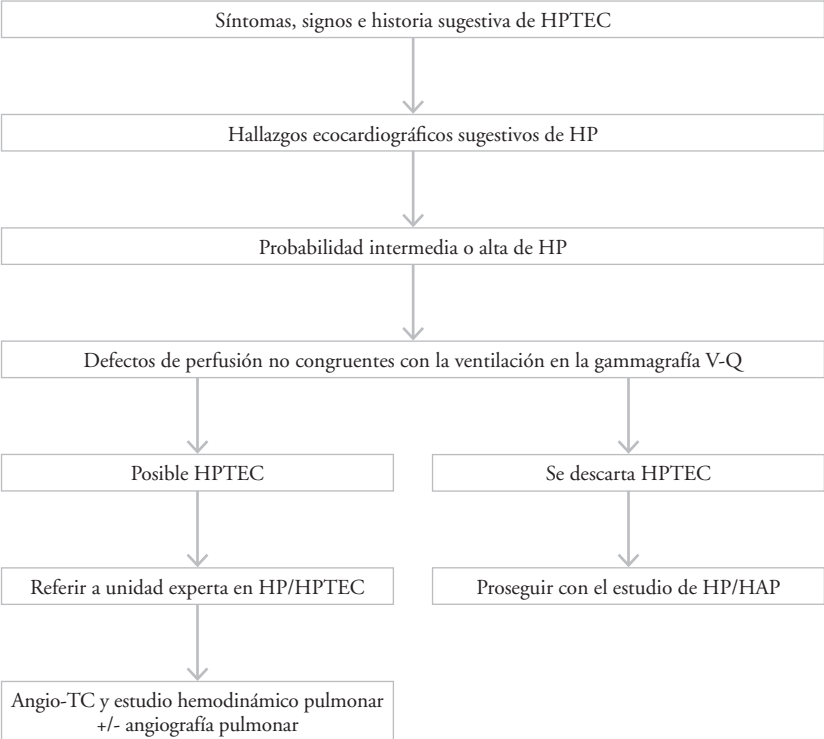 Síntomas, signos e historia sugestiva de HPTEC
Hallazgos ecocardiográficos sugestivos de HP
Probabilidad intermedia o alta de HP
Defectos de perfusión no congruentes con la ventilación en la gammagrafía V-Q
Posible HPTEC
Se descarta HPTEC
Referir a unidad experta en HP/HPTEC
Proseguir con el estudio de HP/HAP
Angio-TC y estudio hemodinámico pulmonar
+/- angiografía pulmonar